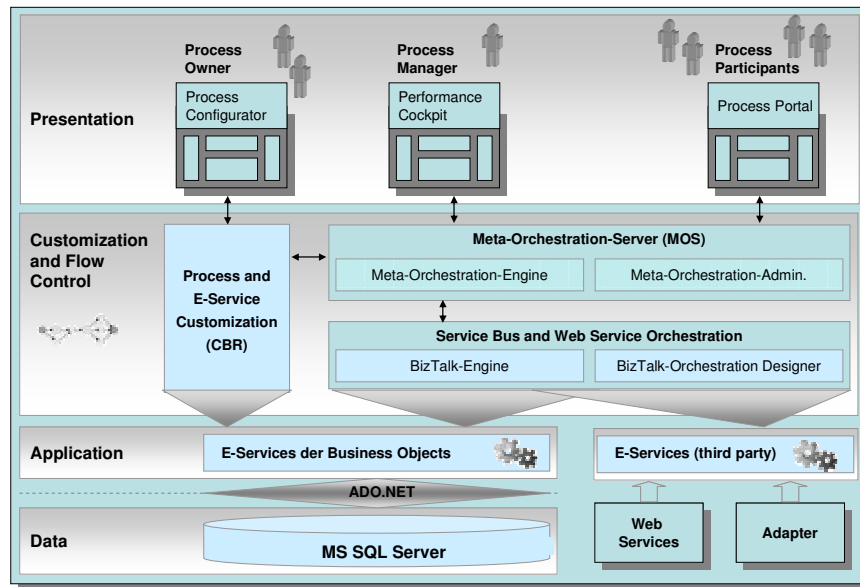 Process
Owner
Process
Manager
Process
Participants
Presentation
Process
Configurator
Performance
Cockpit
Process Portal
Customization
and Flow
Control
Process and
E-Service
Customization
(CBR)
Meta-Orchestration-Server (MOS)
Meta-Orchestration-Engine
Meta-Orchestration-Admin.
Service Bus and Web Service Orchestration
BizTalk-Engine
BizTalk-Orchestration Designer
Application
E-Services der Business Objects
E-Services (third party)
ADO.NET
Data
MS SQL Server
Web
Services
Adapter